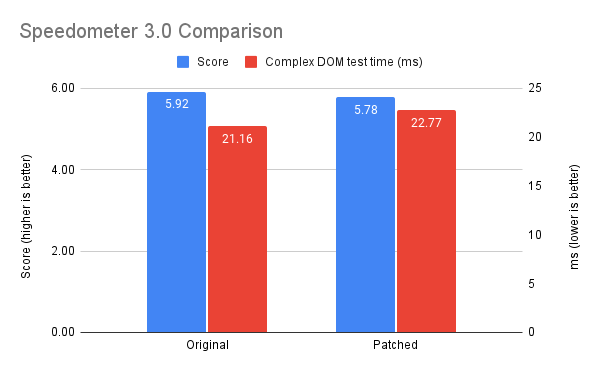 Speedometer 3.0 Comparison
Score
Complex DOM test time (ms)
6.00
4.00
2.00
0.00
Score (higher is better)
5.92
21.16
5.78
22.77
25
20
15
10
5
0
ms (lower is better)
Original
Patched